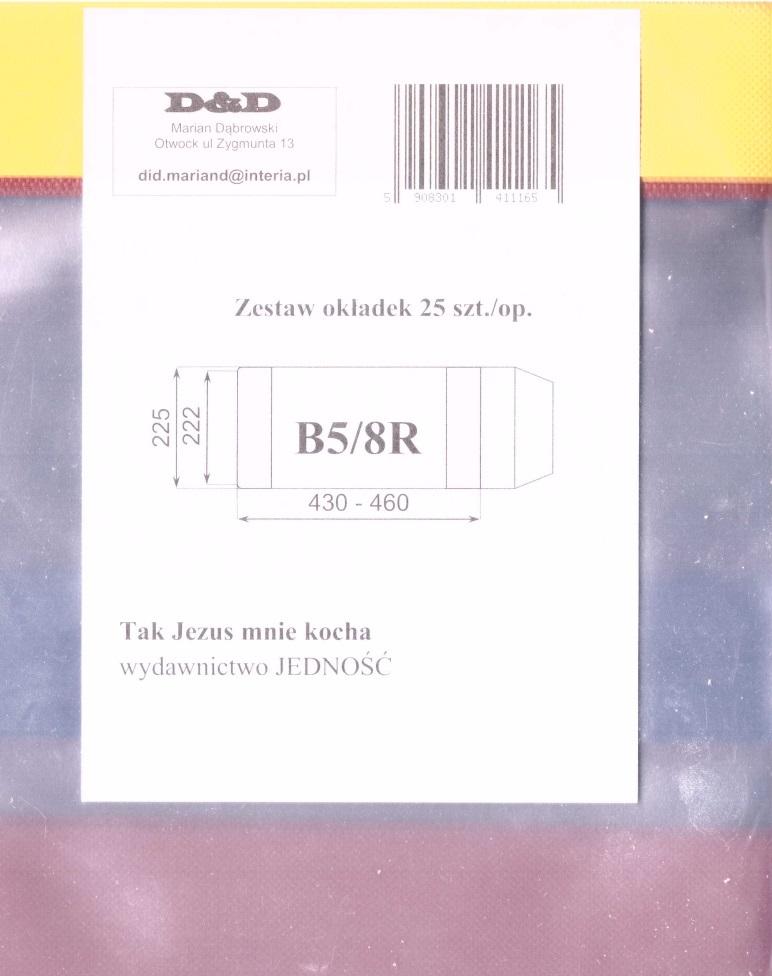 D&D
Marian Dąbrowski
Otwock ul Zygmunta 13
did.mariand@interia.pl
5 908301 411165
Zestaw okładek 25 szt./op.
225
222
B5/8R
430 - 460
Tak Jezus mnie kocha
wydawnictwo JEDNOŚĆ